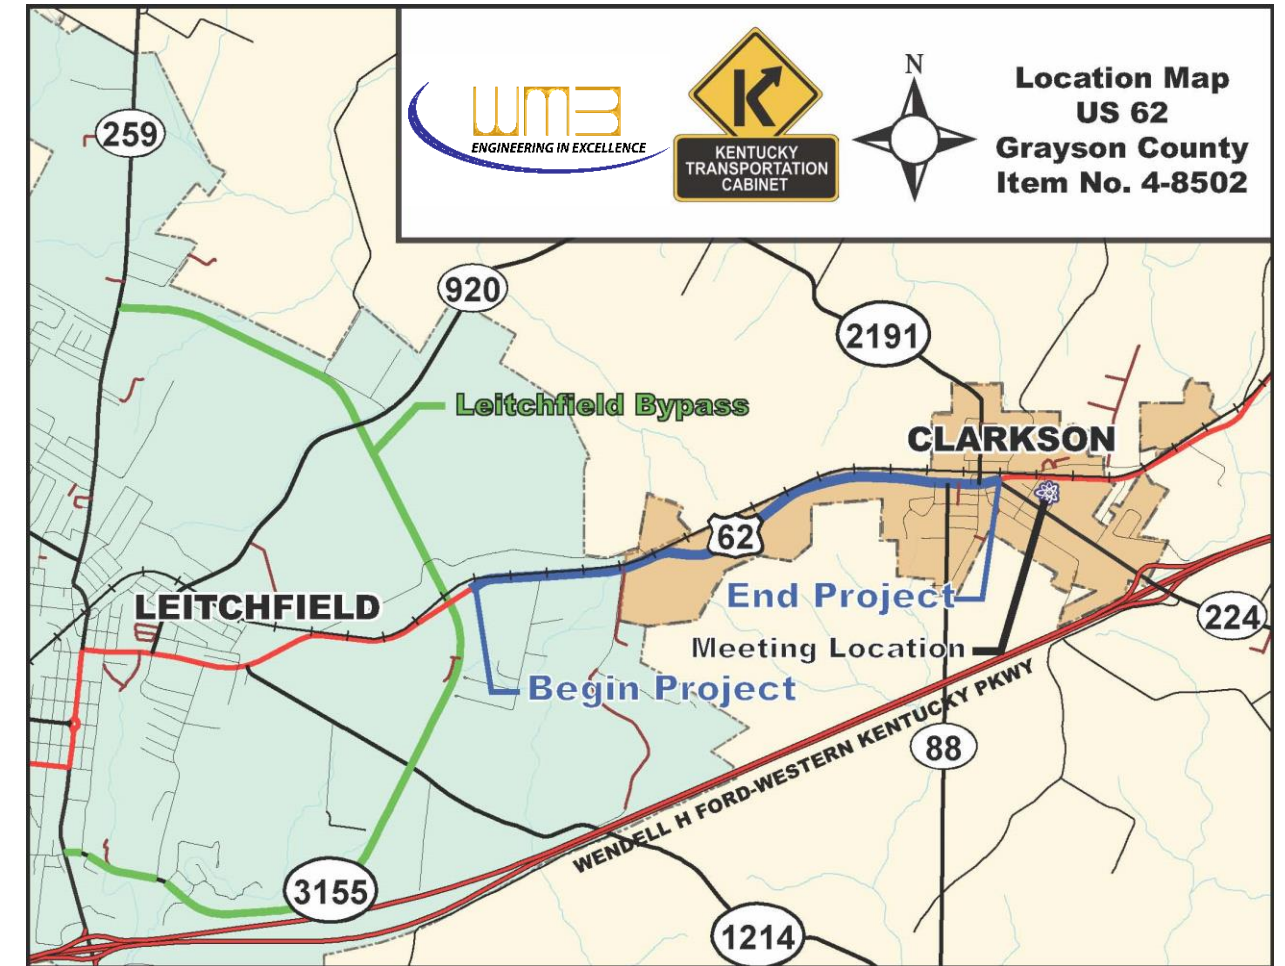 WMB
ENGINEERING IN EXCELLENCE
KENTUCKY
TRANSPORTATION
CABINET
N
Location Map
US 62
Grayson County
Item No. 4-8502
259
920
2191
Leitchfield Bypass
CLARKSON
62
LEITCHFIELD
End Project
224
Meeting Location
Begin Project
WENDELL H FORD-WESTERN KENTUCKY PKWY
88
3155
1214